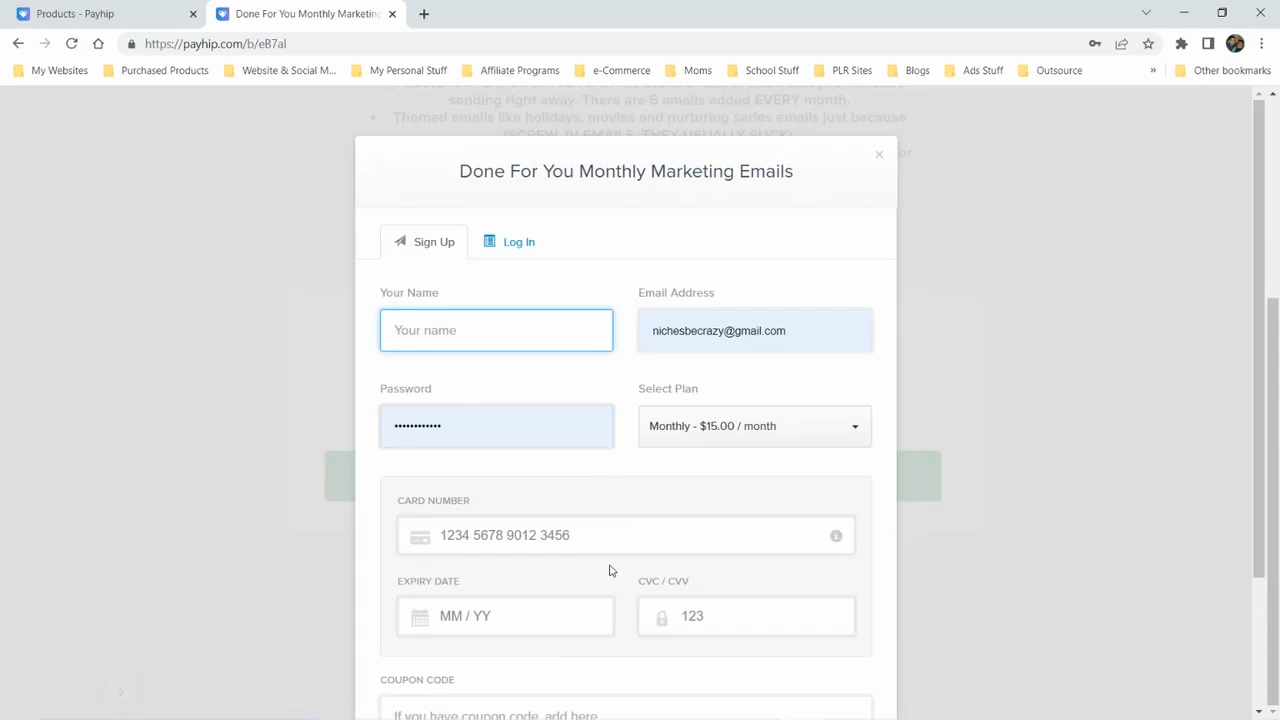 Products - Payhip
Done For You Monthly Marketing
https://payhip.com/b/eB7al
My Websites
Purchased Products
Website & Social M...
My Personal Stuff
Affiliate Programs
e-Commerce
Moms
School Stuff
PLR Sites
Blogs
Ads Stuff
Outsource
»
Other bookmarks
sending right away. There are 5 emails added EVERY month.
Themed emails like holidays, movies and nurturing series emails just because
or
Done For You Monthly Marketing Emails
×
Sign Up
Log In
Your Name
Email Address
Your name
nichesbecrazy@gmail.com
Password
Select Plan
••••••••••••
Monthly - $15.00 / month
CARD NUMBER
1234 5678 9012 3456
EXPIRY DATE
CVC / CVV
MM / YY
123
COUPON CODE
If you have coupon code, add here